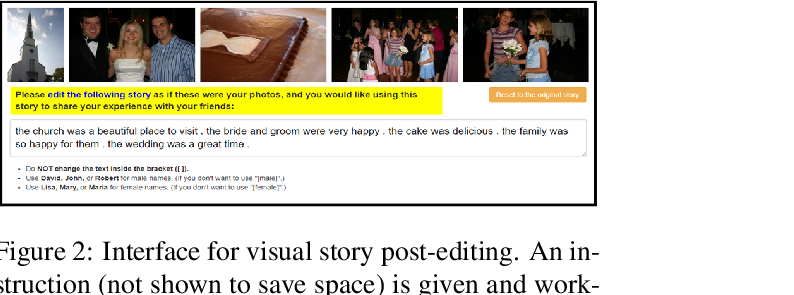 Please edit the following story as if these were your photos, and you would like using this
story to share your experience with your friends:
Reset to the original story
the church was a beautiful place to visit . the bride and groom were very happy . the cake was delicious . the family was
so happy for them . the wedding was a great time .
Do NOT change the text inside the bracket ([ ]).
Use David, John, or Robert for male names. (If you don't want to use "[male]".)
Use Lisa, Mary, or Maria for female names. (If you don't want to use "[female]".)
Figure 2: Interface for visual story post-editing. An in-
struction (not shown to save space) is given and work-